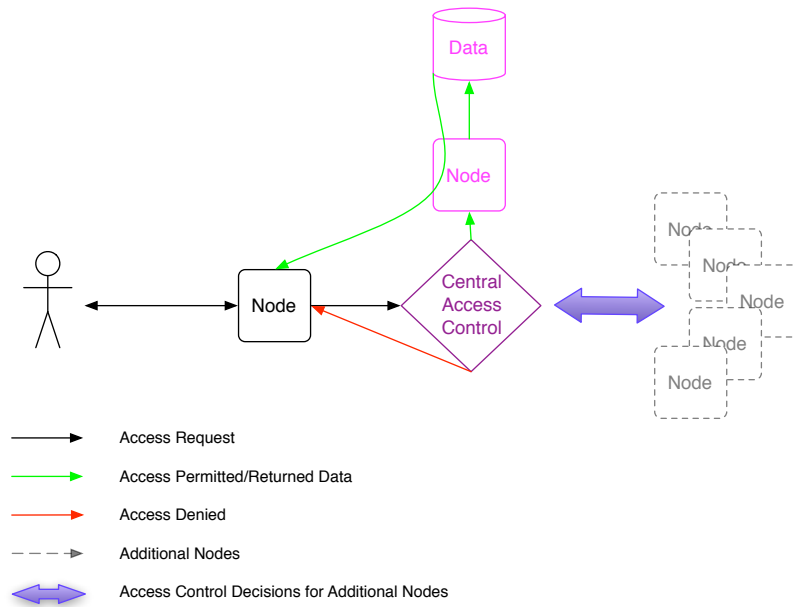 Data
Node
Node
Central
Access
Control
Node
Node
Node
Node
Node
Access Request
Access Permitted/Returned Data
Access Denied
Additional Nodes
Access Control Decisions for Additional Nodes